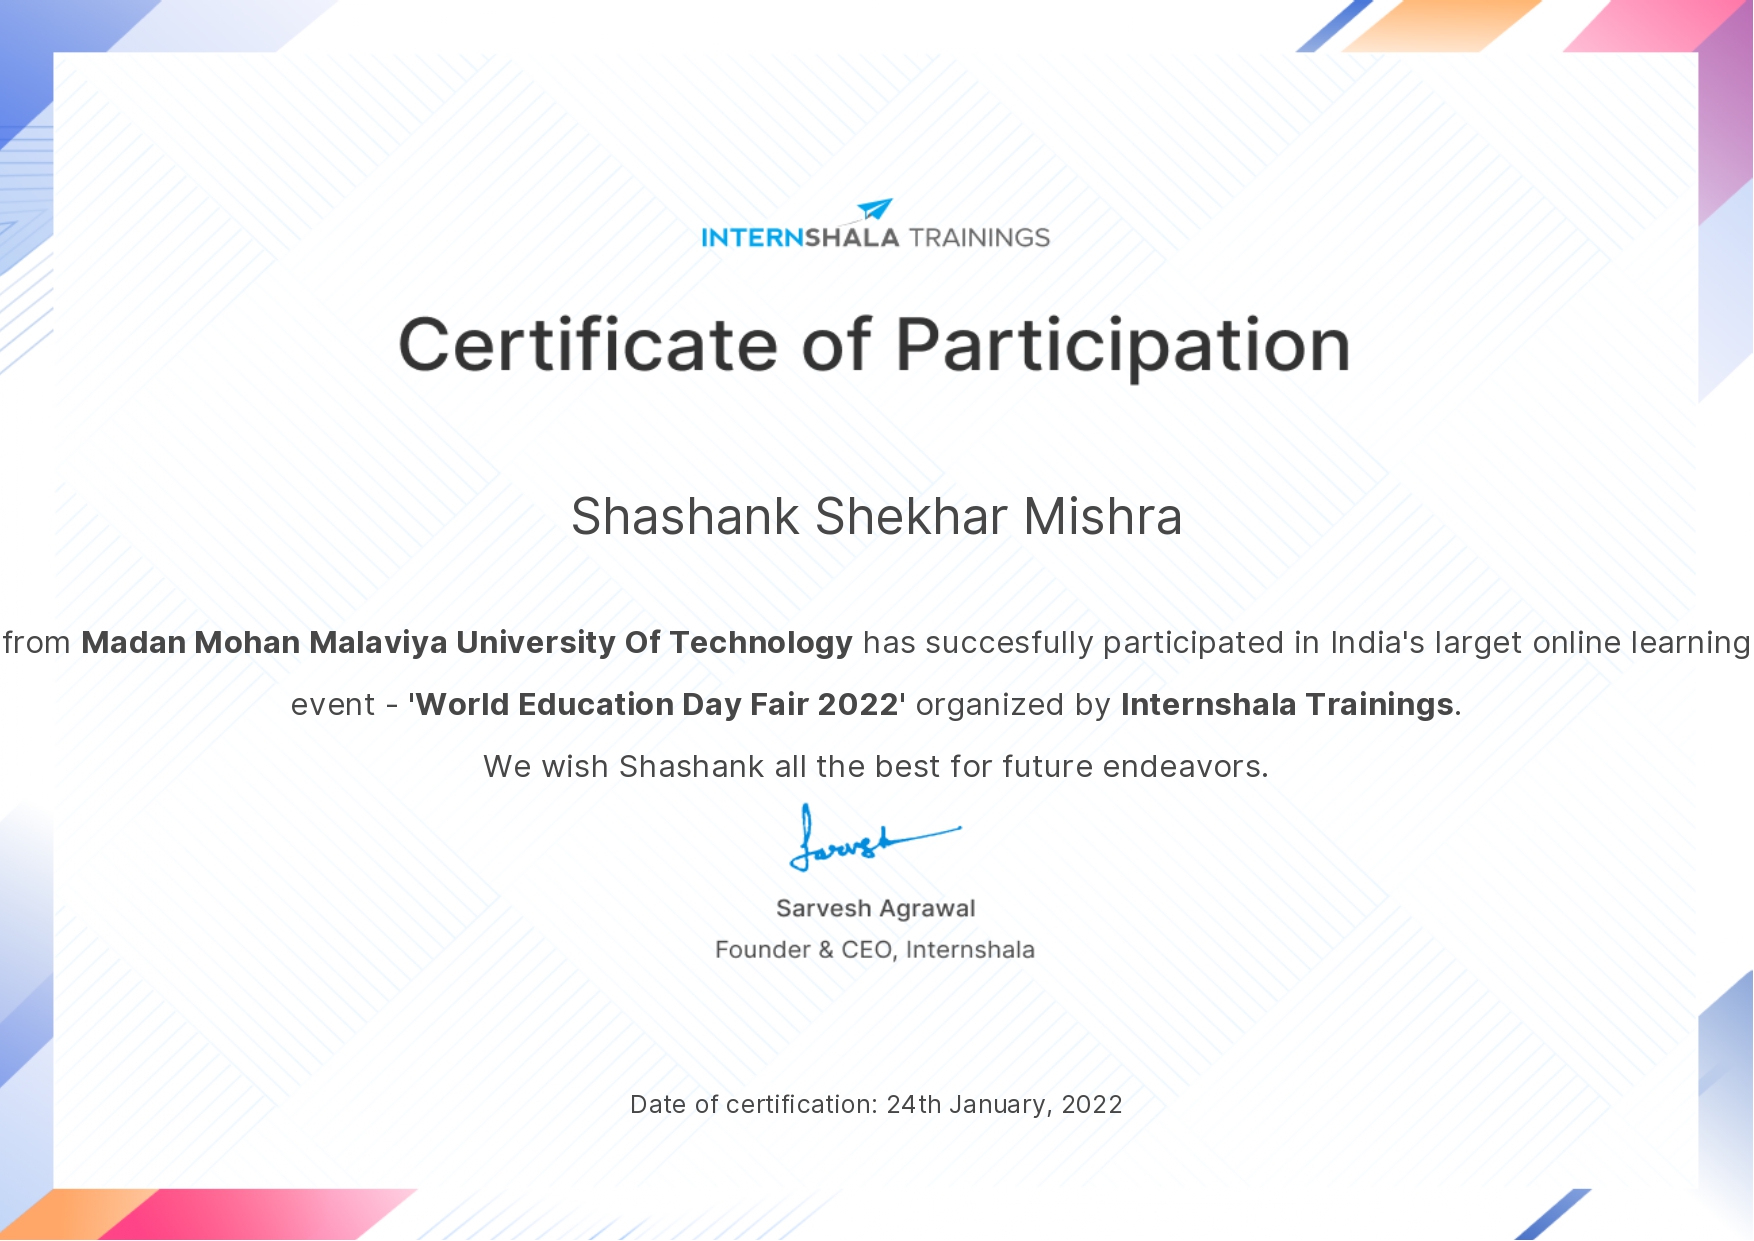 INTERNSHALA TRAININGS
Certificate of Participation
Shashank Shekhar Mishra
from Madan Mohan Malaviya University Of Technology has succesfully participated in India's larget online learning
event - 'World Education Day Fair 2022' organized by Internshala Trainings.
We wish Shashank all the best for future endeavors.
Sarvesh
Sarvesh Agrawal
Founder & CEO, Internshala
Date of certification: 24th January, 2022